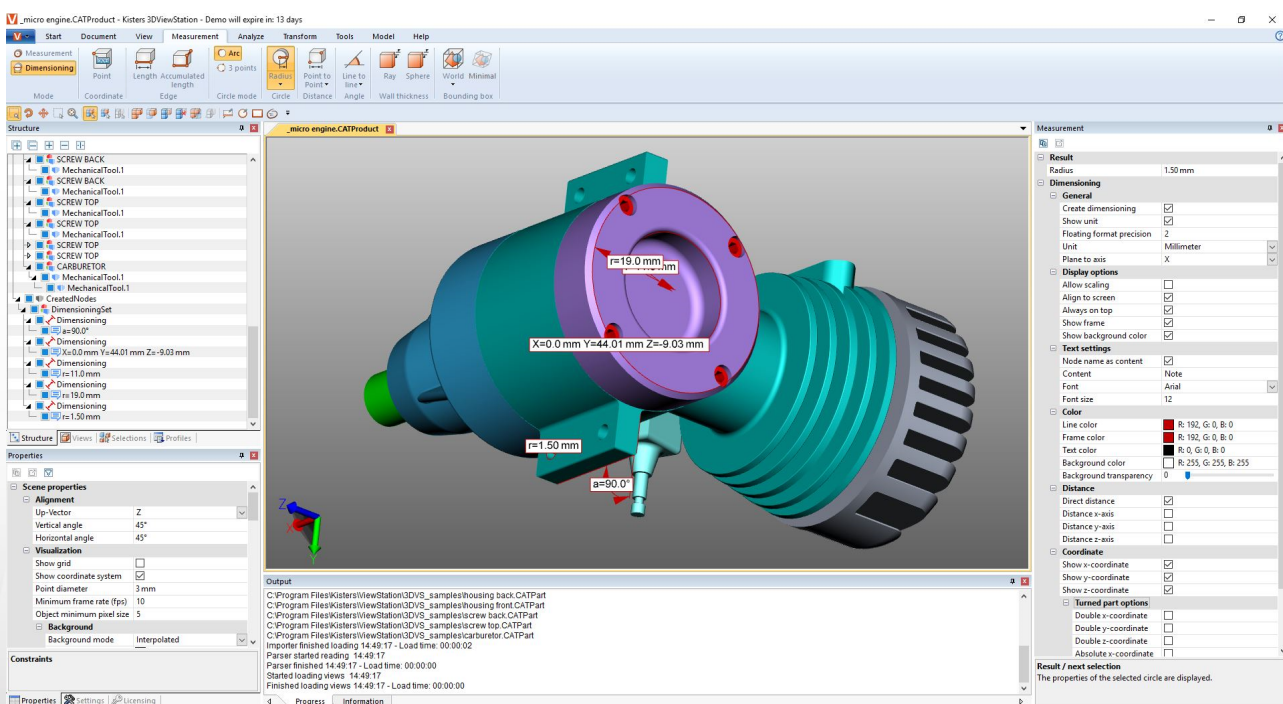 _micro engine.CATProduct - Kisters 3DViewStation - Demo will expire in: 13 days
Start Document View Measurement Analyze Transform Tools Model Help
Measurement
Dimensioning
Mode
Point
Coordinate
Length Accumulated length
Edge
Arc
3 points
Circle mode
Radius
Circle
Point to Point
Distance
Line to line
Angle
Ray Sphere
Wall thickness
World Minimal
Bounding box
Structure
SCREW BACK
MechanicalTool.1
SCREW BACK
MechanicalTool.1
SCREW TOP
MechanicalTool.1
SCREW TOP
MechanicalTool.1
SCREW TOP
SCREW TOP
CARBURETOR
MechanicalTool.1
MechanicalTool.1
CreatedNodes
DimensioningSet
Dimensioning
a=90.0°
Dimensioning
X=0.0 mm Y=44.01 mm Z=-9.03 mm
Dimensioning
r=11.0 mm
Dimensioning
r=19.0 mm
Dimensioning
r=1.50 mm
Structure Views Selections Profiles
Properties
Scene properties
Alignment
Up-Vector Z
Vertical angle 45°
Horizontal angle 45°
Visualization
Show grid
Show coordinate system
Point diameter 3 mm
Minimum frame rate (fps) 10
Object minimum pixel size 5
Background
Background mode Interpolated
Constraints
Properties Settings Licensing
_micro engine.CATProduct
r=19.0 mm
X=0.0 mm Y=44.01 mm Z=-9.03 mm
r=1.50 mm
a=90.0°
Z
X
Y
Output
C:\Program Files\Kisters\ViewStation\3DVS_samples\housing back.CATPart
C:\Program Files\Kisters\ViewStation\3DVS_samples\housing front.CATPart
C:\Program Files\Kisters\ViewStation\3DVS_samples\screw back.CATPart
C:\Program Files\Kisters\ViewStation\3DVS_samples\screw top.CATPart
C:\Program Files\Kisters\ViewStation\3DVS_samples\carburetor.CATPart
Importer finished loading 14:49:17 - Load time: 00:00:02
Parser started reading 14:49:17
Parser finished 14:49:17 - Load time: 00:00:00
Started loading views 14:49:17
Finished loading views 14:49:17 - Load time: 00:00:00
Progress Information
Measurement
Result
Radius 1.50 mm
Dimensioning
General
Create dimensioning
Show unit
Floating format precision 2
Unit Millimeter
Plane to axis X
Display options
Allow scaling
Align to screen
Always on top
Show frame
Show background color
Text settings
Node name as content
Content Note
Font Arial
Font size 12
Color
Line color R: 192, G: 0, B: 0
Frame color R: 192, G: 0, B: 0
Text color R: 0, G: 0, B: 0
Background color R: 255, G: 255, B: 255
Background transparency 0
Distance
Direct distance
Distance x-axis
Distance y-axis
Distance z-axis
Coordinate
Show x-coordinate
Show y-coordinate
Show z-coordinate
Turned part options
Double x-coordinate
Double y-coordinate
Double z-coordinate
Absolute x-coordinate
Result / next selection
The properties of the selected circle are displayed.